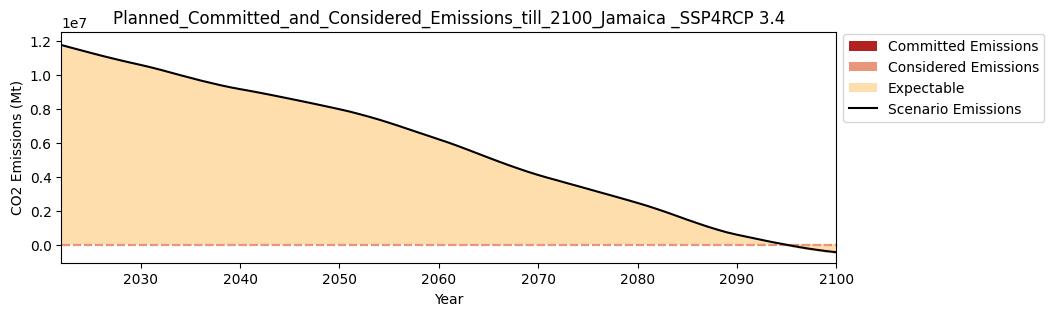 Planned_Committed_and_Considered_Emissions_till_2100_Jamaica _SSP4RCP 3.4
1e7
1.2
1.0
0.8
0.6
0.4
0.2
0.0
CO2 Emissions (Mt)
2030 2040 2050 2060 2070 2080 2090 2100
Year
Committed Emissions
Considered Emissions
Expectable
Scenario Emissions